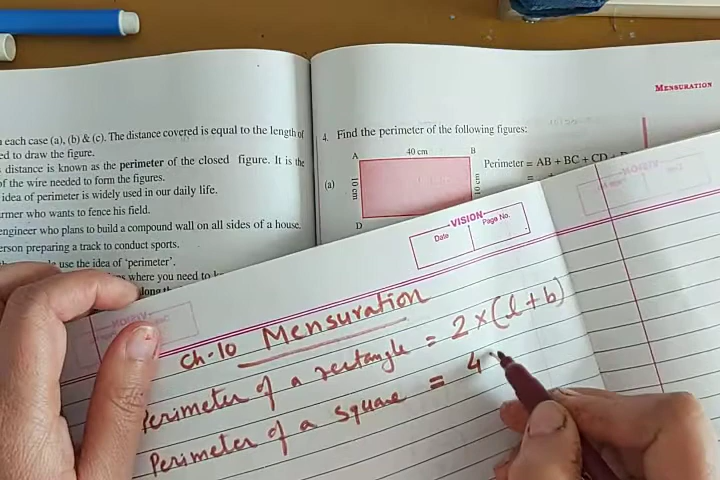 MENSURATION
n each case (a), (b) & (c). The distance covered is equal to the length of
ed to draw the figure.
distance is known as the perimeter of the closed figure. It is the
of the wire needed to form the figures.
idea of perimeter is widely used in our daily life.
rmer who wants to fence his field.
engineer who plans to build a compound wall on all sides of a house.
erson preparing a track to conduct sports.
use the idea of 'perimeter'.
where you need to
4. Find the perimeter of the following figures:
(a)
A
40 cm
B
10 cm
10 cm
D
Perimeter = AB + BC + CD +
=
VISION
Date
Page No.
Ch-10 Mensuration
Perimeter of a rectangle = 2 × (l + b)
Perimeter of a square = 4